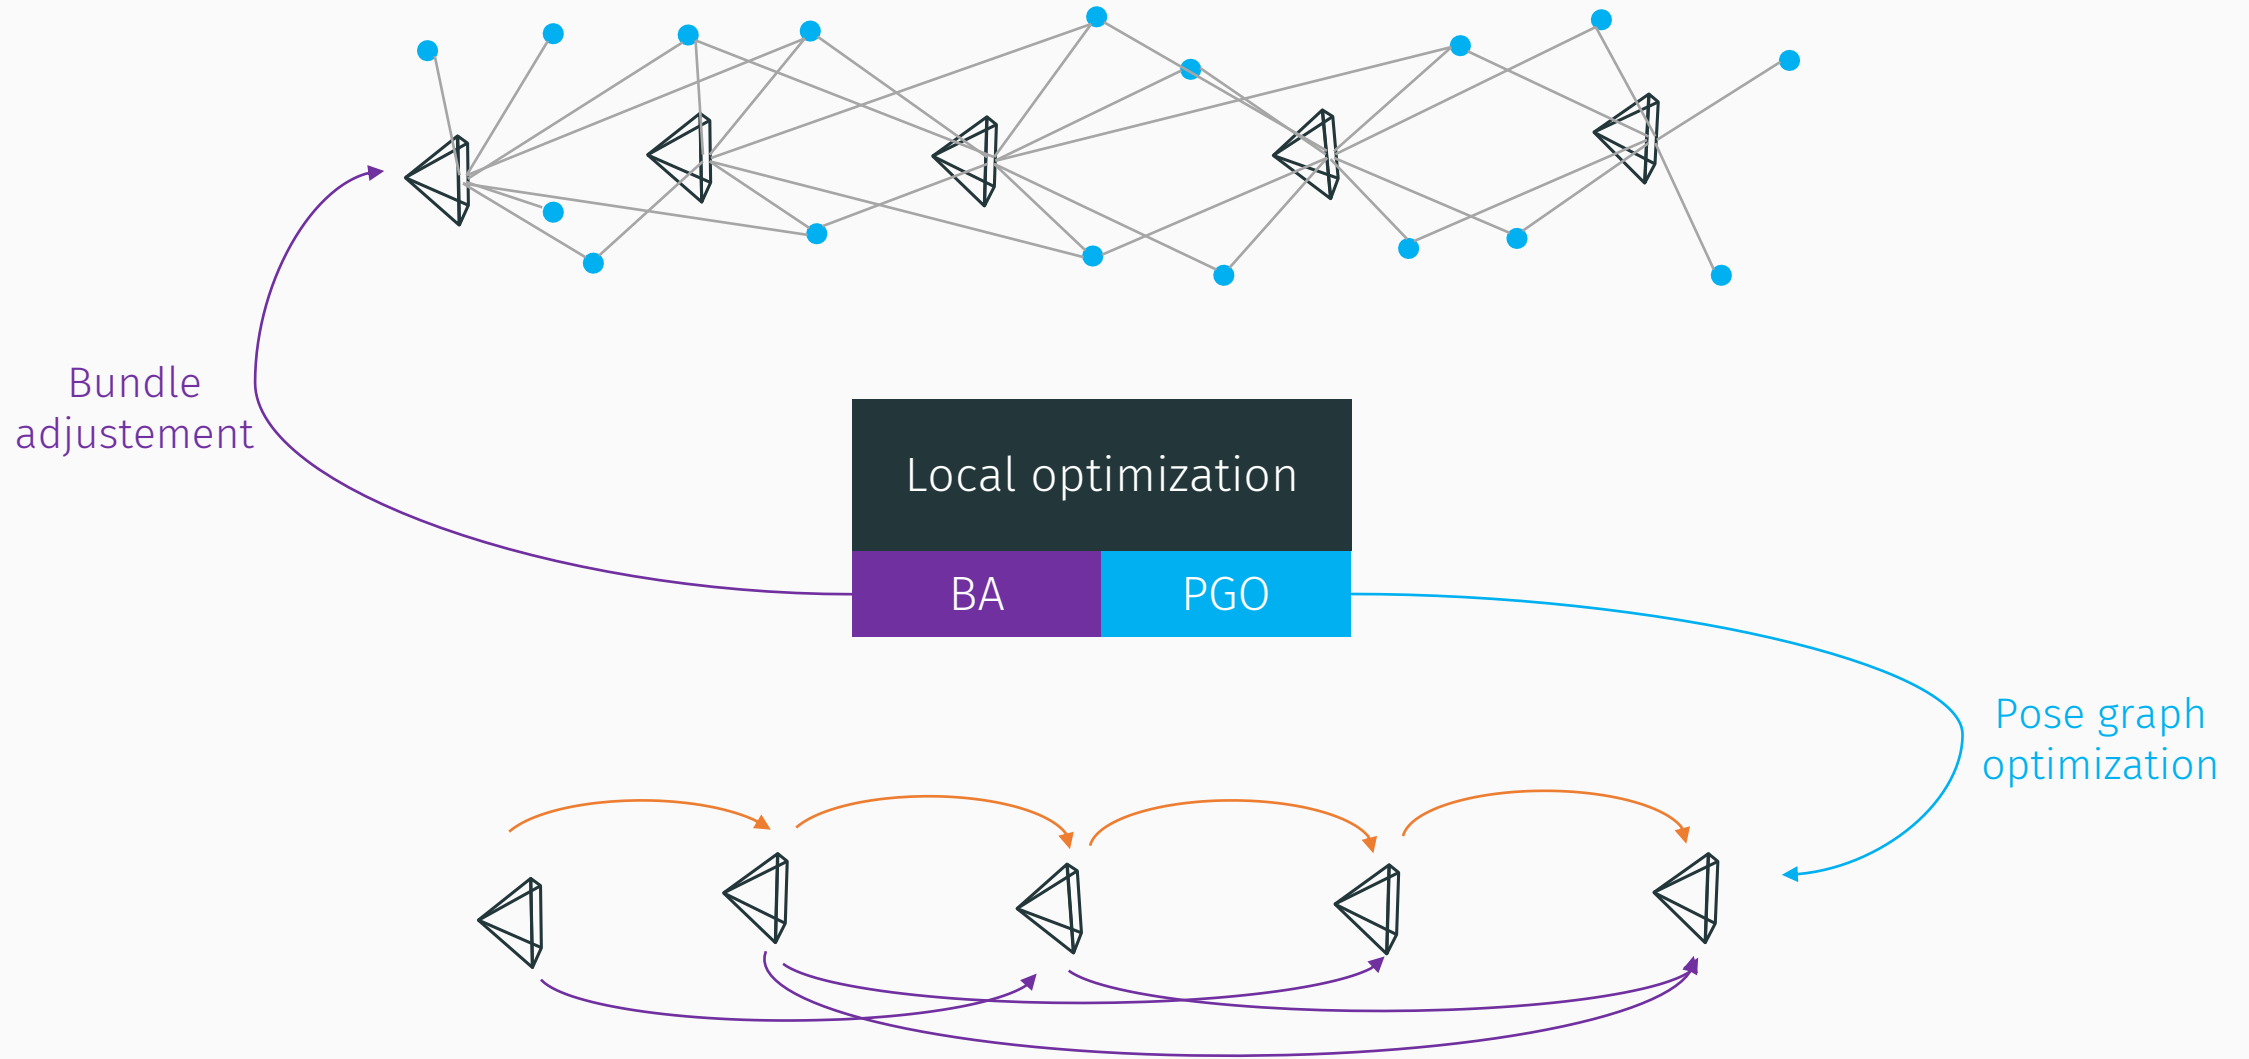 Bundle
adjustement
Local optimization
BA
PGO
Pose graph
optimization